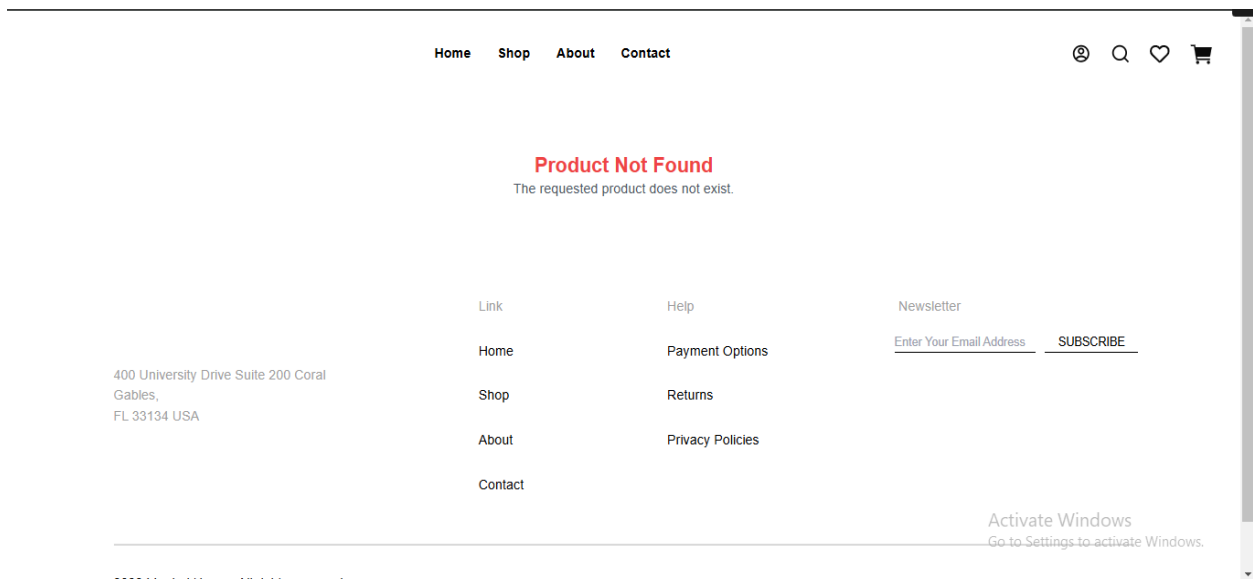 Home Shop About Contact
Product Not Found
The requested product does not exist.
400 University Drive Suite 200 Coral
Gables,
FL 33134 USA
Link
Home
Shop
About
Contact
Help
Payment Options
Returns
Privacy Policies
Newsletter
Enter Your Email Address SUBSCRIBE
Activate Windows
Go to Settings to activate Windows.